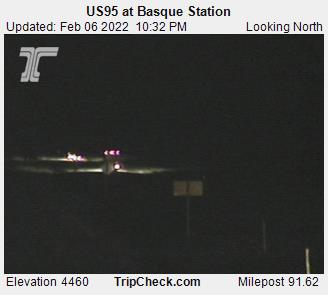 US95 at Basque Station
Updated: Feb 06 2022 10:32 PM Looking North
Elevation 4460 TripCheck.com Milepost 91.62